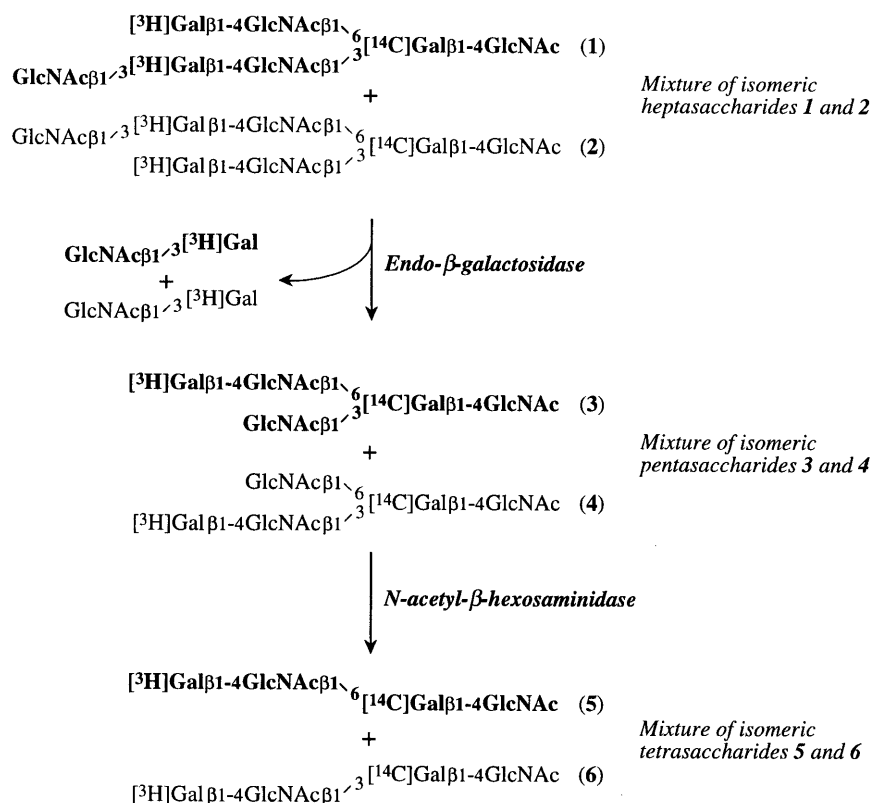 [³H]Galβ1-4GlcNAcβ1
6
[¹⁴C]Galβ1-4GlcNAc (1)
3
GlcNAcβ1 3 [³H]Galβ1-4GlcNAcβ1
+
Mixture of isomeric
heptasaccharides 1 and 2
GlcNAcβ1 3 [³H]Galβ1-4GlcNAcβ1
6
[¹⁴C]Galβ1-4GlcNAc (2)
3
[³H]Galβ1-4GlcNAcβ1
GlcNAcβ1 3 [³H]Gal
+
GlcNAcβ1 3 [³H]Gal
Endo-β-galactosidase
[³H]Galβ1-4GlcNAcβ1
6
[¹⁴C]Galβ1-4GlcNAc (3)
3
GlcNAcβ1
+
Mixture of isomeric
pentasaccharides 3 and 4
GlcNAcβ1
6
[¹⁴C]Galβ1-4GlcNAc (4)
3
[³H]Galβ1-4GlcNAcβ1
N-acetyl-β-hexosaminidase
[³H]Galβ1-4GlcNAcβ1
6
[¹⁴C]Galβ1-4GlcNAc (5)
+
Mixture of isomeric
tetrasaccharides 5 and 6
[³H]Galβ1-4GlcNAcβ1 3 [¹⁴C]Galβ1-4GlcNAc (6)